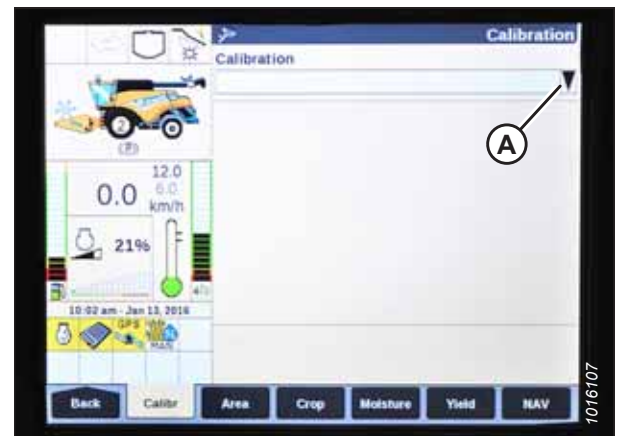 Calibration
Calibration
A
2
(P)
12.0
0.0
6.0
km/h
21%
10:02 am - Jan 13, 2016
GPS
MAN
Back
Calibr
Area
Crop
Moisture
Yield
NAV
1016107